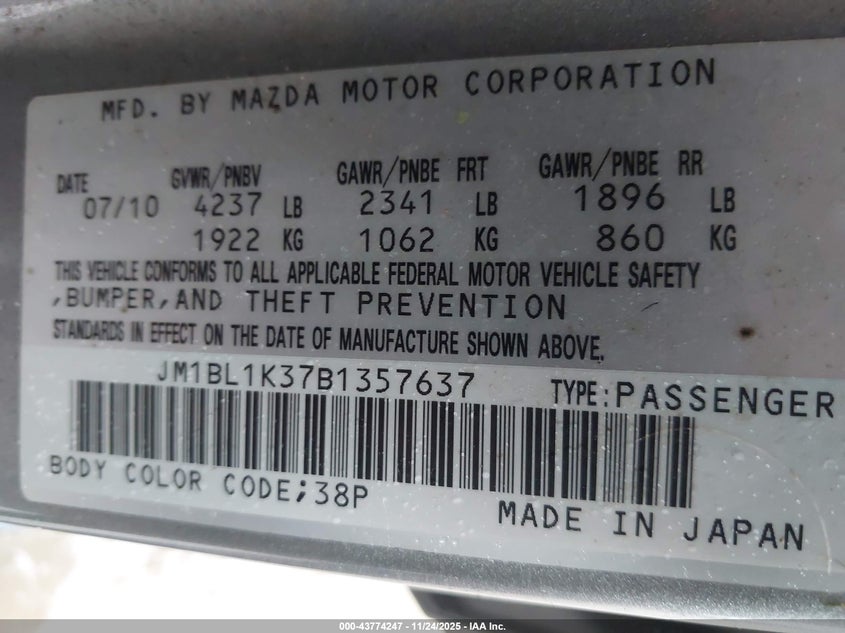 MFD. BY MAZDA MOTOR CORPORATION
DATE GVWR/PNBV GAWR/PNBE FRT GAWR/PNBE RR
07/10 4237 LB 2341 LB 1896 LB
1922 KG 1062 KG 860 KG
THIS VEHICLE CONFORMS TO ALL APPLICABLE FEDERAL MOTOR VEHICLE SAFETY
,BUMPER,AND THEFT PREVENTION
STANDARDS IN EFFECT ON THE DATE OF MANUFACTURE SHOWN ABOVE.
JM1BL1K37B1357637 TYPE:PASSENGER
BODY COLOR CODE;38P
MADE IN JAPAN
000-43774247 - 11/24/2025 - IAA Inc.